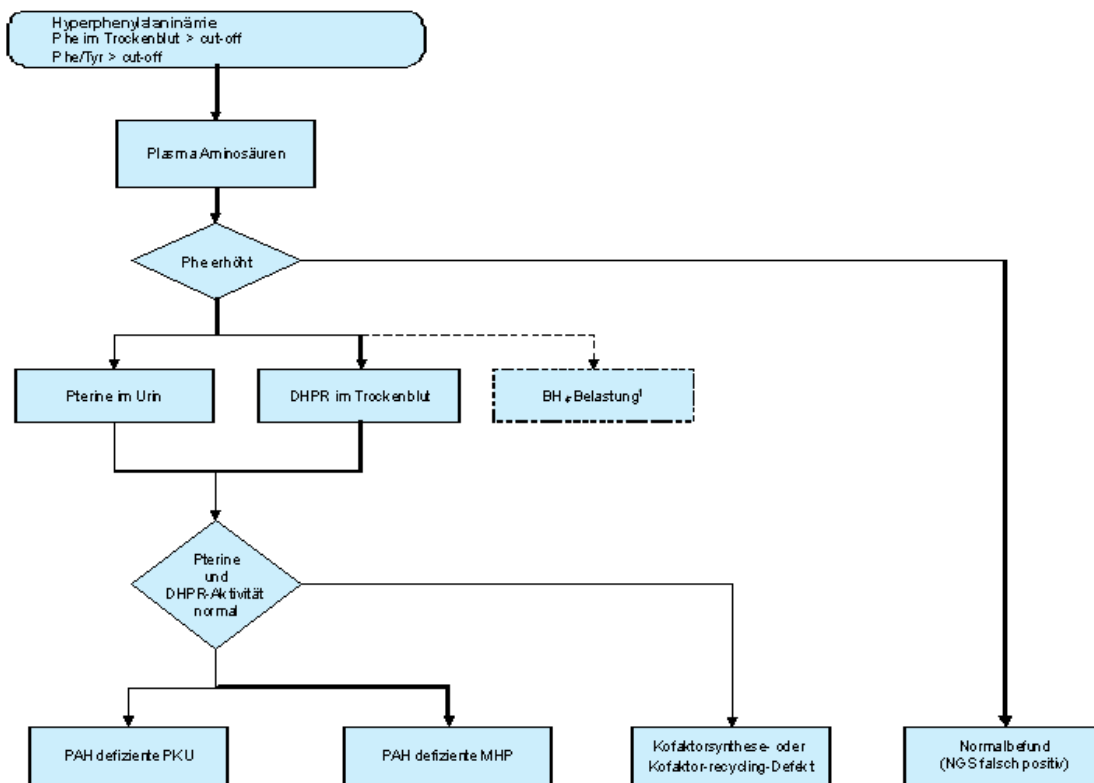 Hyperphenylalaninämie
Phe im Trockenblut > cut-off
Phe/Tyr > cut-off
Plasma Aminosäuren
Phe erhöht
Pterine im Urin
DHPR im Trockenblut
BH₄-Belastung¹
Pterine
und
DHPR-Aktivität
normal
PAH defiziente PKU
PAH defiziente MHP
Kofaktorsynthese- oder
Kofaktor-recycling-Defekt
Normalbefund
(NGS falsch positiv)